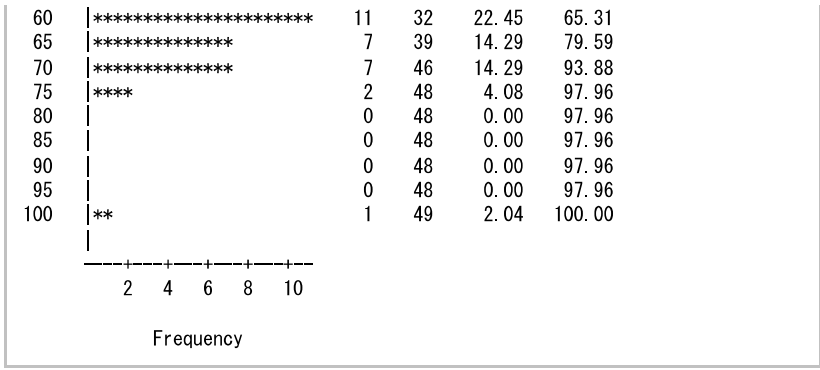 60 |********************** 11 32 22.45 65.31
65 |************** 7 39 14.29 79.59
70 |************** 7 46 14.29 93.88
75 |**** 2 48 4.08 97.96
80 | 0 48 0.00 97.96
85 | 0 48 0.00 97.96
90 | 0 48 0.00 97.96
95 | 0 48 0.00 97.96
100 |** 1 49 2.04 100.00
|
----+---+---+---+---+--
2 4 6 8 10
Frequency